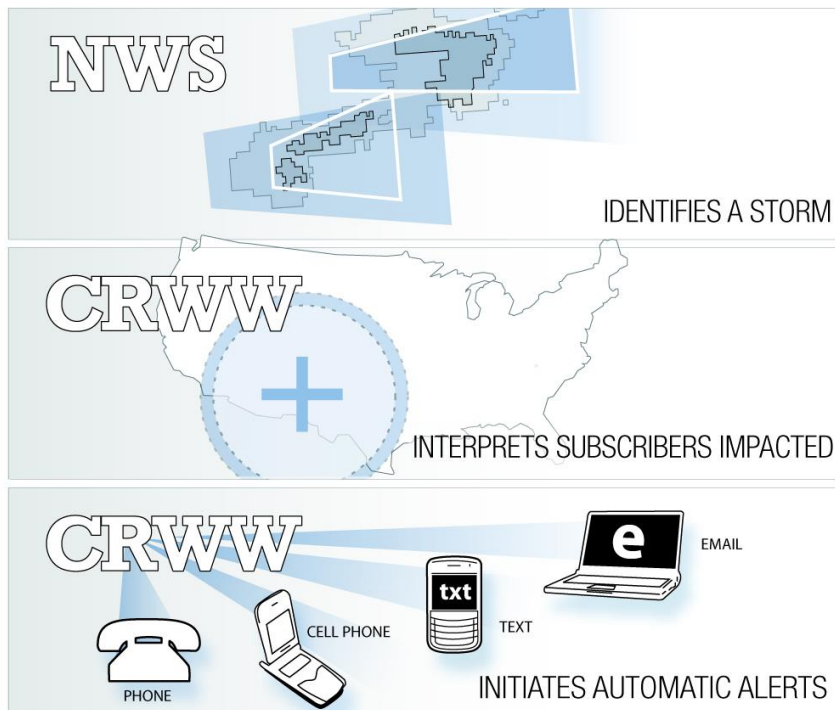 NWS
IDENTIFIES A STORM
CRWW
INTERPRETS SUBSCRIBERS IMPACTED
CRWW
e
EMAIL
txt
TEXT
CELL PHONE
PHONE
INITIATES AUTOMATIC ALERTS